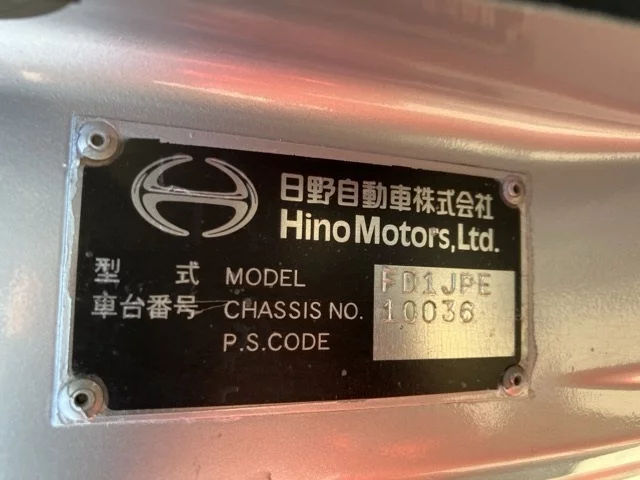 日野自動車株式会社
Hino Motors, Ltd.
型 式 MODEL FD1JPE
車台番号 CHASSIS NO. 10036
P.S.CODE